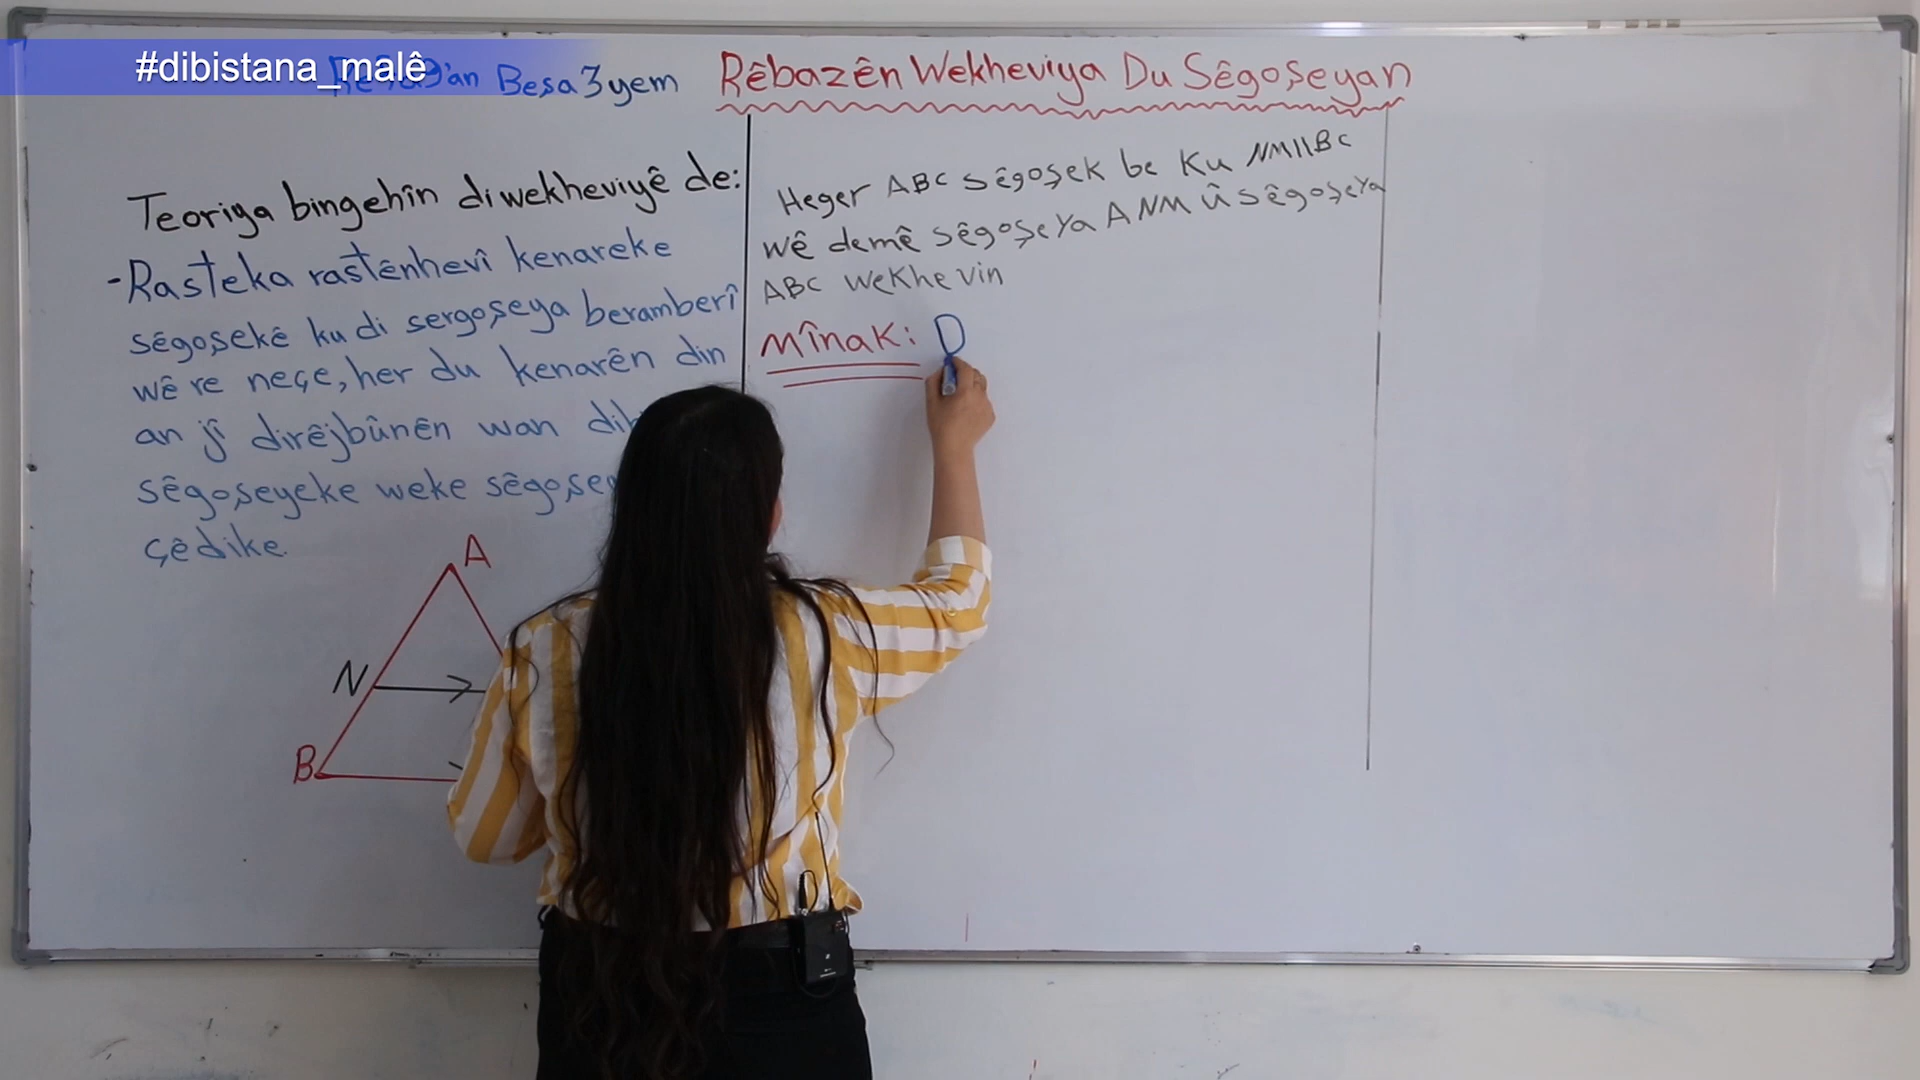 #dibistana_malê
Beşa 3yem
Rêbazên Wekheviya Du Sêgoşeyan
Teoriya bingehîn di wekheviyê de:
-Rasteka rastênhevî kenareke
sêgoşekê ku di sergoşeya beramberî
wê re neçe, her du kenarên din
an jî dirêjbûnên wan
sêgoşeyeke weke
çêdike.
A
N
B
Heger ABC sêgoşek be ku NM//BC
wê demê sêgoşeya ANM û sêgoşeya
ABC wekhevin
mînak: D